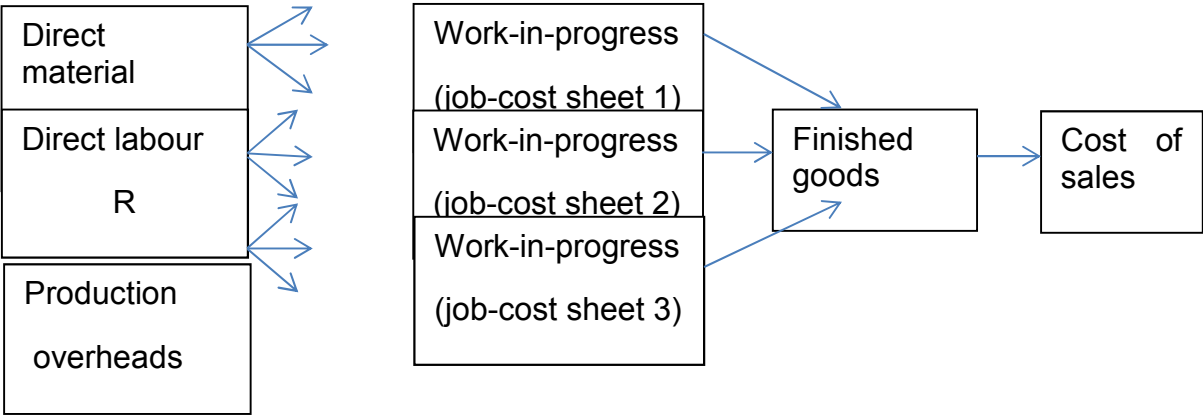 Direct
material
Direct labour
R
Production
overheads
Work-in-progress
(job-cost sheet 1)
Work-in-progress
(job-cost sheet 2)
Work-in-progress
(job-cost sheet 3)
Finished
goods
Cost of
sales